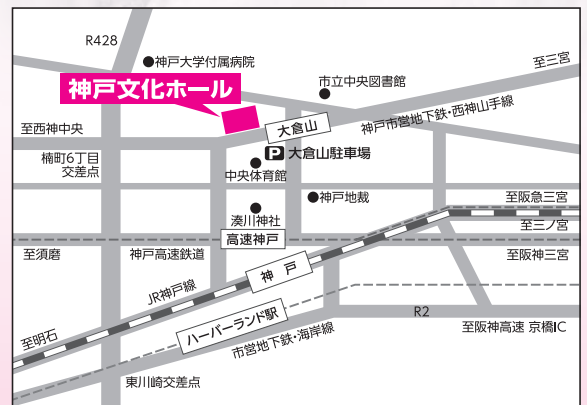 R428
神戸大学付属病院
至三宮
市立中央図書館
神戸文化ホール
神戸市営地下鉄・西神山手線
至西神中央
大倉山
P 大倉山駐車場
楠町6丁目
交差点
中央体育館
神戸地裁
至阪急三宮
湊川神社
至三ノ宮
高速神戸
至須磨
神戸高速鉄道
至阪神三宮
神戸
JR神戸線
R2
ハーバーランド駅
至阪神高速 京橋IC
至明石
市営地下鉄・海岸線
東川崎交差点